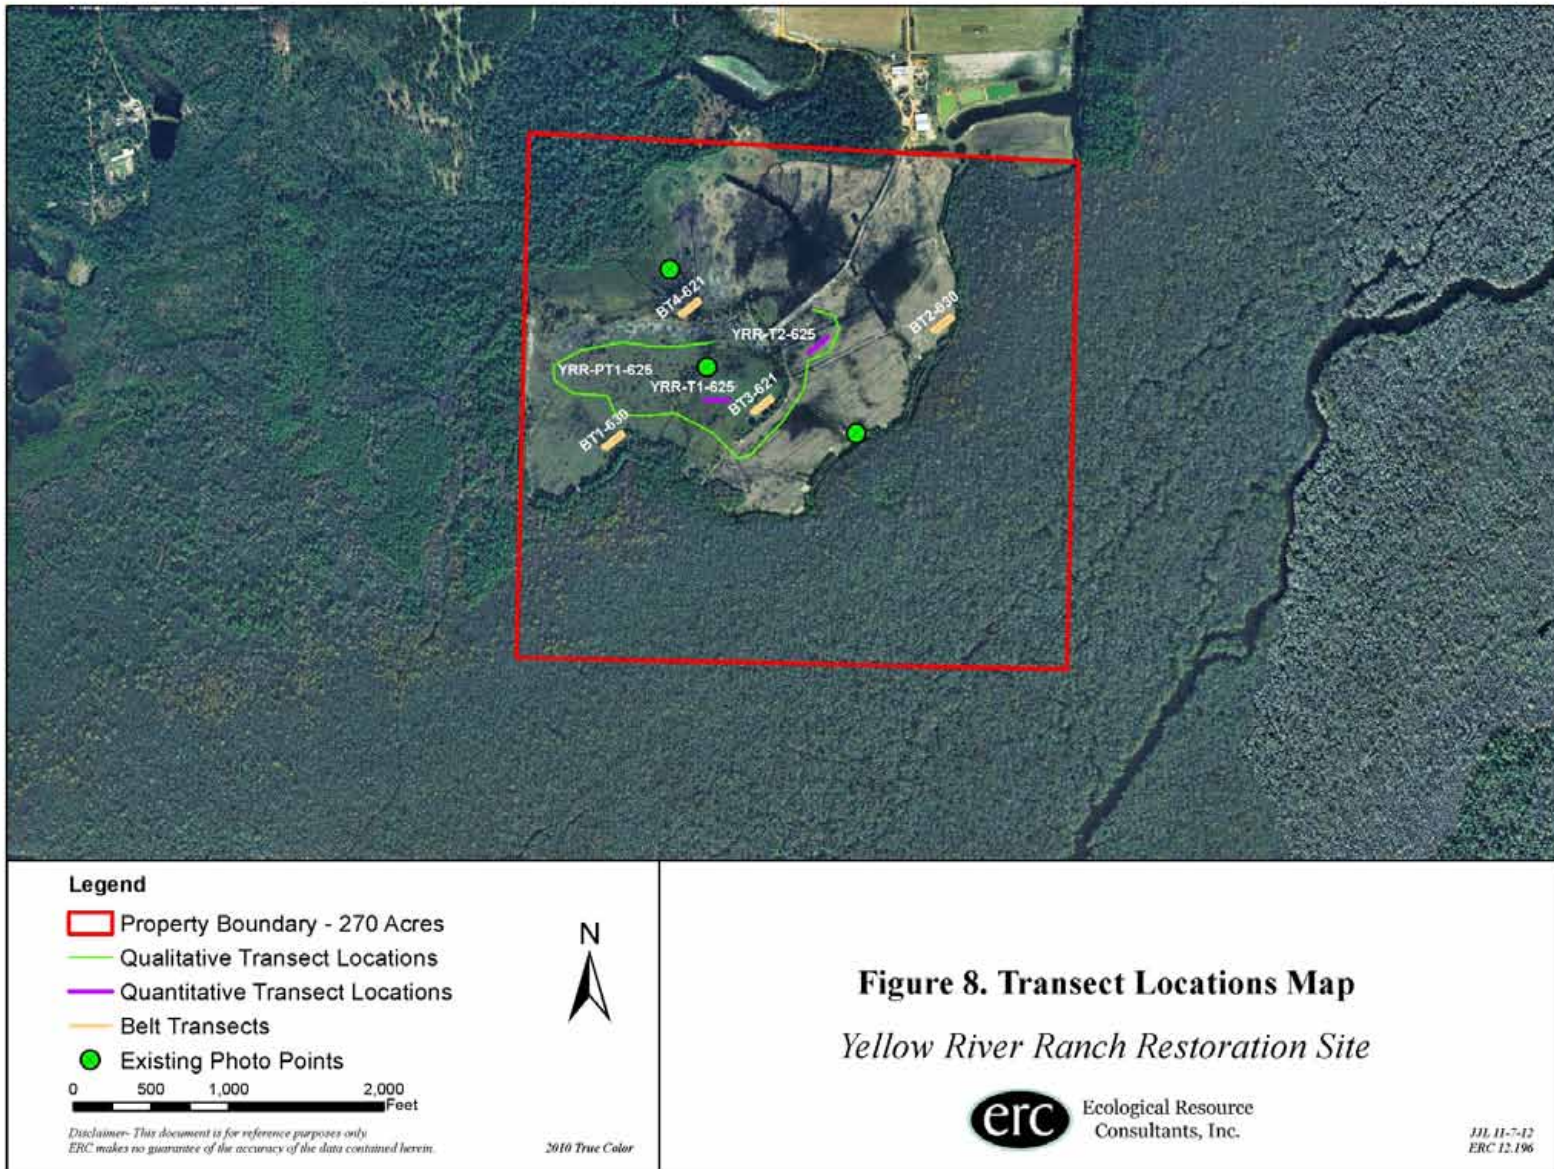 BT4-621
BT2-630
YRR-T2-625
YRR-PT1-625
YRR-T1-625
BT3-621
BT1-630
Legend
Property Boundary - 270 Acres
Qualitative Transect Locations
Quantitative Transect Locations
Belt Transects
Existing Photo Points
0 500 1,000 2,000
Feet
Disclaimer- This document is for reference purposes only
ERC makes no guarantee of the accuracy of the data contained herein.
2010 True Color
N
Figure 8. Transect Locations Map
Yellow River Ranch Restoration Site
erc
Ecological Resource
Consultants, Inc.
JJL 11-7-12
ERC 12.196